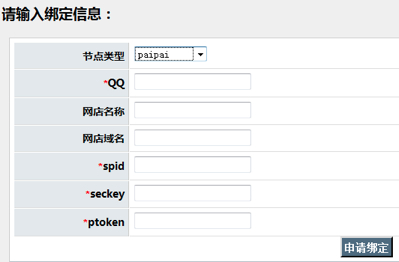 请输入绑定信息：
节点类型 paipai
*QQ
网店名称
网店域名
*spid
*seckey
*ptoken
申请绑定